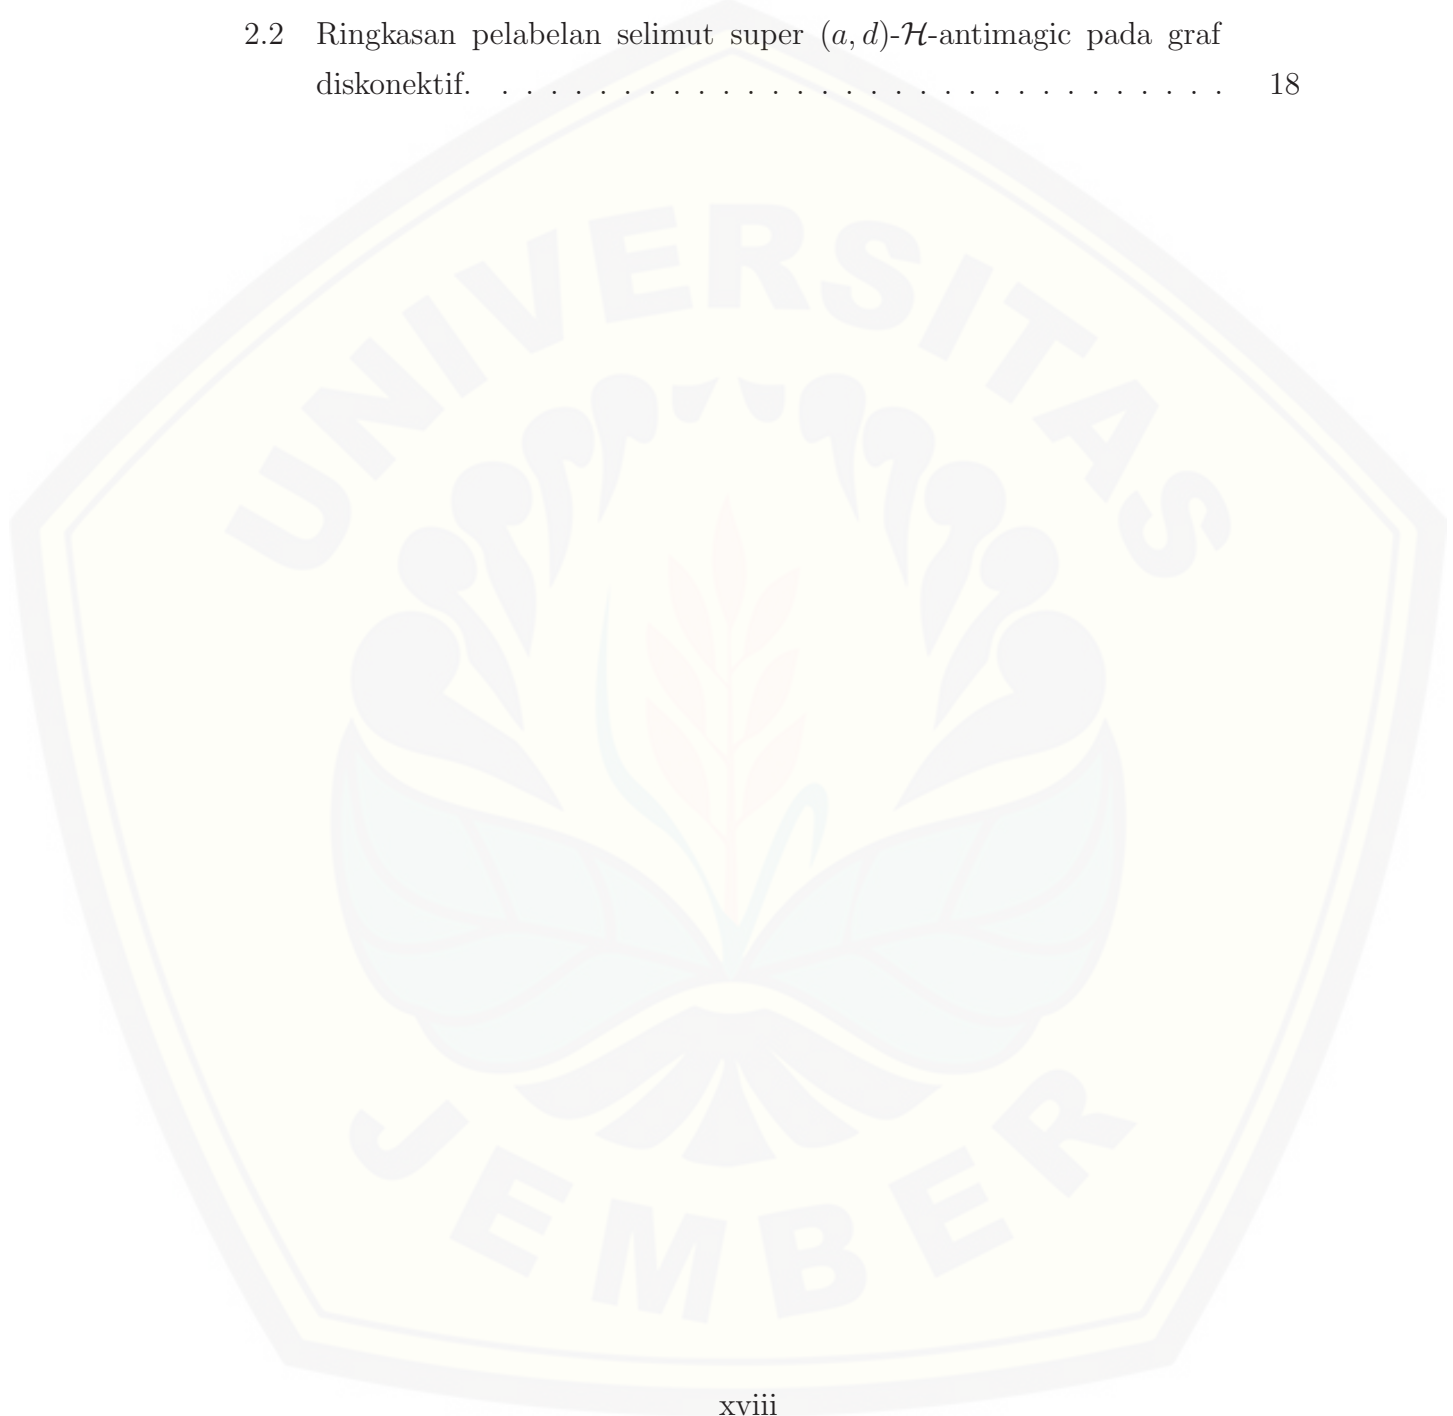 2.2 Ringkasan pelabelan selimut super (a, d)-ℋ-antimagic pada graf
diskonektif. . . . . . . . . . . . . . . . . . . . . . . . . . . . . . . 18
UNIVERSITAS
JEMBER
xviii